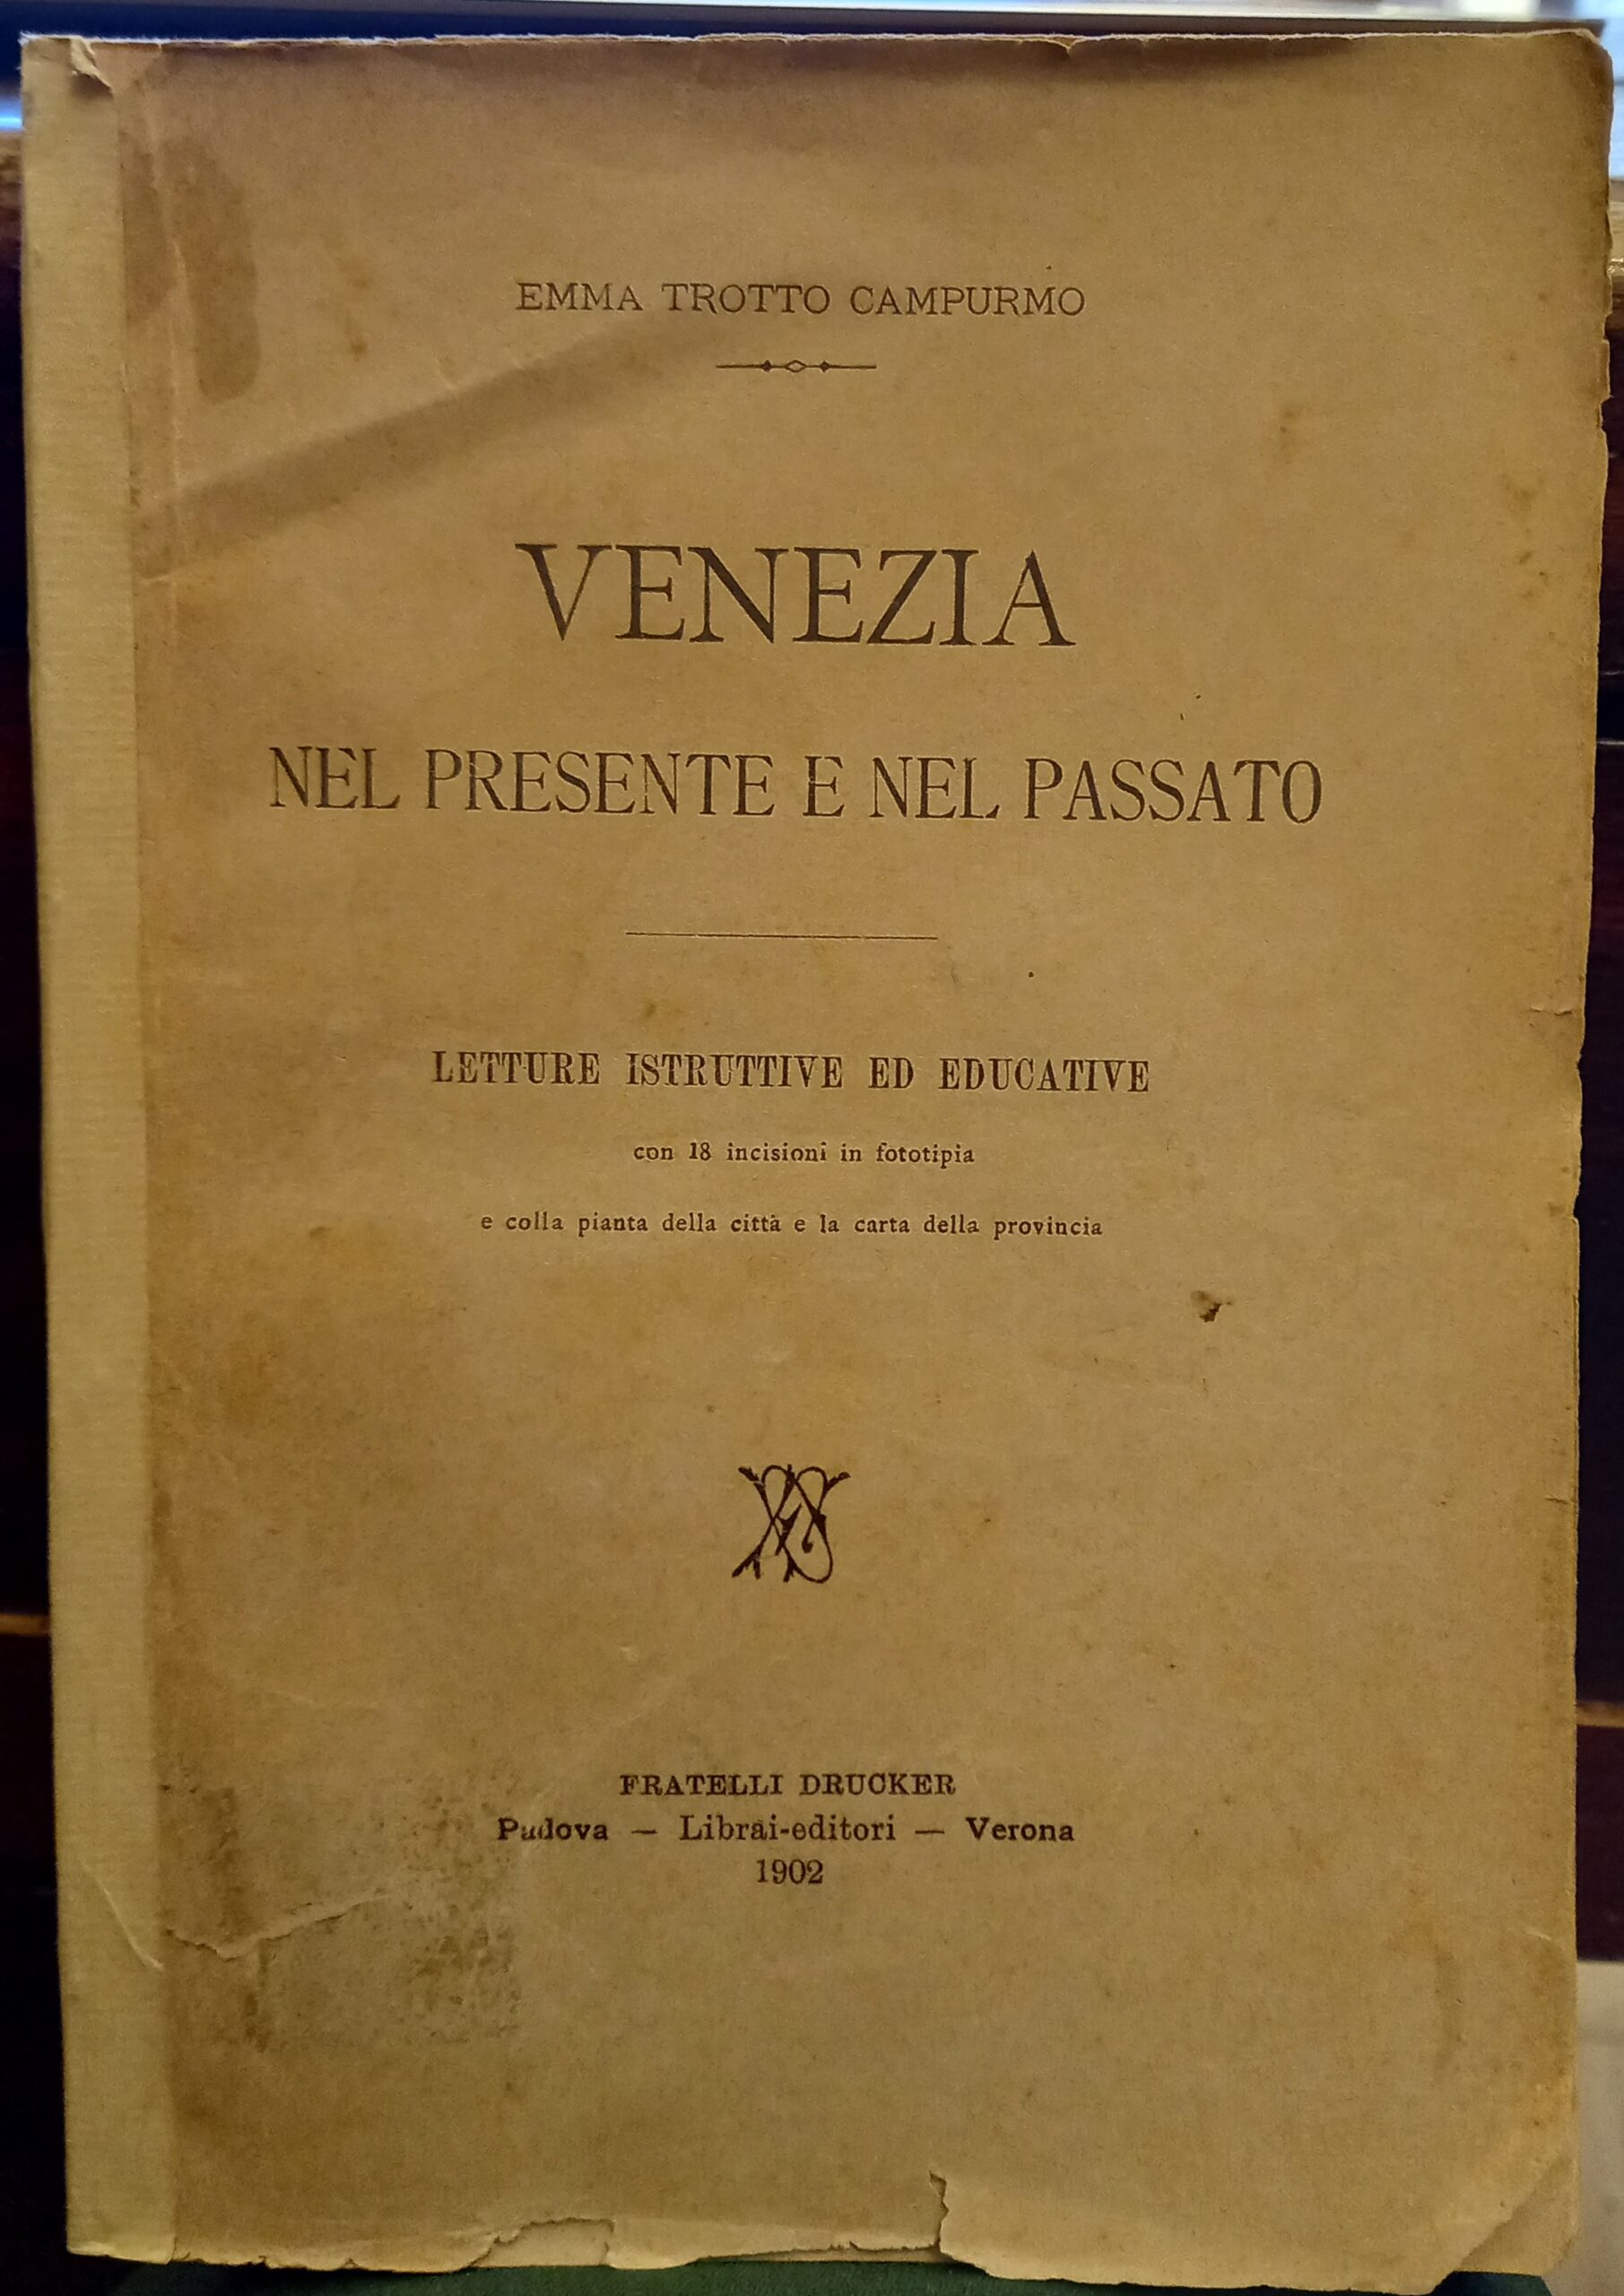 EMMA TROTTO CAMPURMO
VENEZIA
NEL PRESENTE E NEL PASSATO
LETTURE ISTRUTTIVE ED EDUCATIVE
con 18 incisioni in fototipia
e colla pianta della città e la carta della provincia
FRATELLI DRUCKER
Padova — Librai-editori — Verona
1902